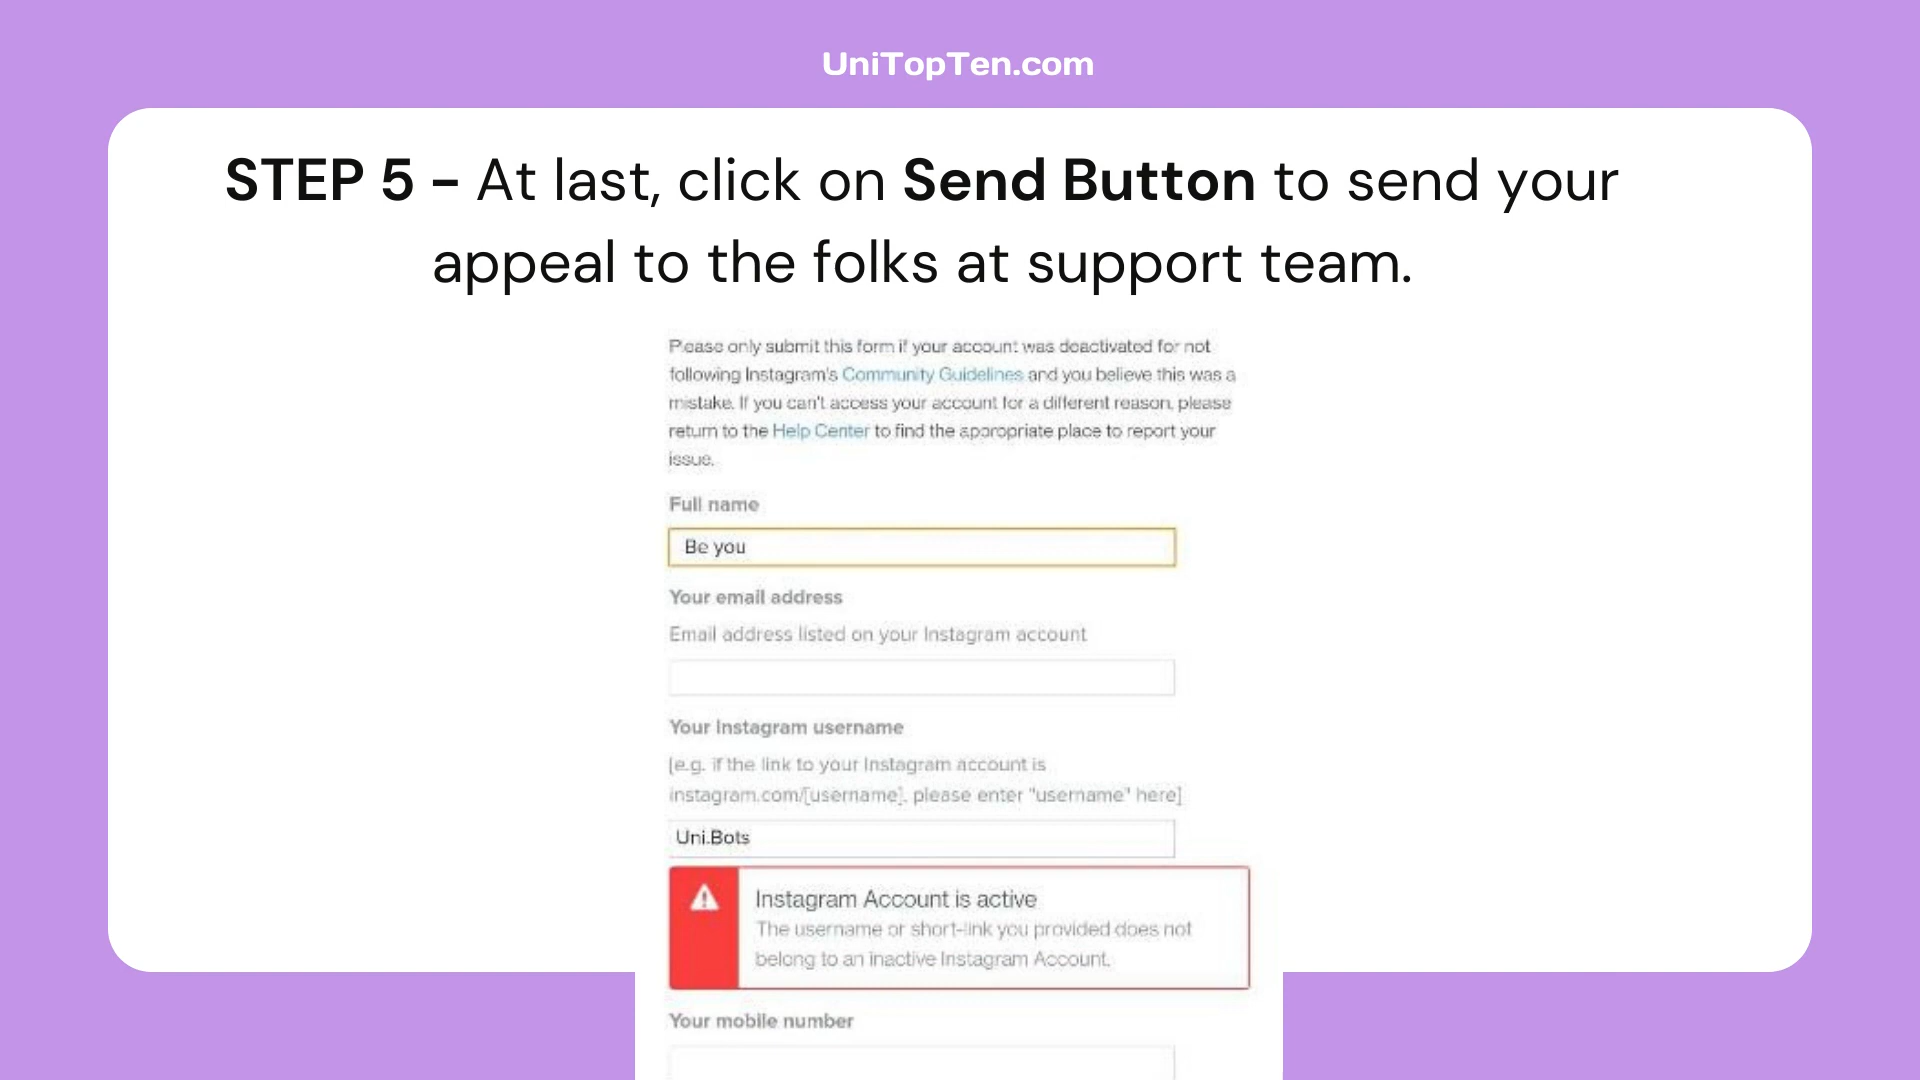 UniTopTen.com
STEP 5 - At last, click on Send Button to send your
appeal to the folks at support team.
Please only submit this form if your account was deactivated for not
following Instagram's Community Guidelines and you believe this was a
mistake. If you can't access your account for a different reason, please
return to the Help Center to find the appropriate place to report your
issue.
Full name
Be you
Your email address
Email address listed on your Instagram account
Your Instagram username
[e.g. if the link to your Instagram account is
instagram.com/[username], please enter "username" here]
Uni.Bots
Instagram Account is active
The username or short-link you provided does not
belong to an inactive Instagram Account.
Your mobile number